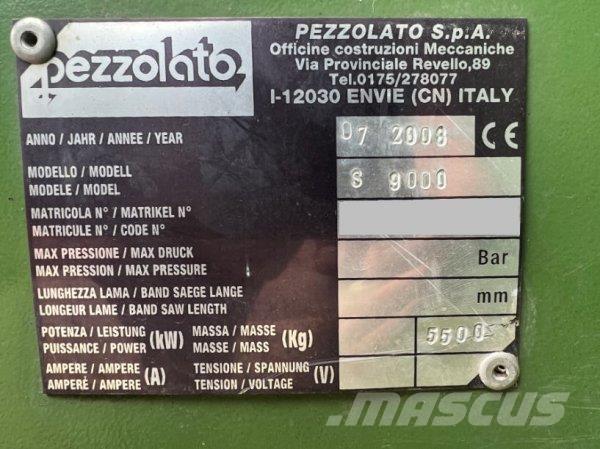 pezzolato
PEZZOLATO S.p.A.
Officine costruzioni Meccaniche
Via Provinciale Revello,89
Tel.0175/278077
I-12030 ENVIE (CN) ITALY
ANNO / JAHR / ANNEE / YEAR 07 2008 CE
MODELLO / MODELL
MODELE / MODEL S 9000
MATRICOLA N° / MATRIKEL N°
MATRICULE N° / CODE N°
MAX PRESSIONE / MAX DRUCK
MAX PRESSION / MAX PRESSURE Bar
LUNGHEZZA LAMA / BAND SAEGE LANGE
LONGEUR LAME / BAND SAW LENGTH mm
POTENZA / LEISTUNG
PUISSANCE / POWER (kW)
MASSA / MASSE
MASSE / MASS (Kg) 5500
AMPERE / AMPERE
AMPERÉ / AMPERE (A)
TENSIONE / SPANNUNG
TENSION / VOLTAGE (V)
MASCUS